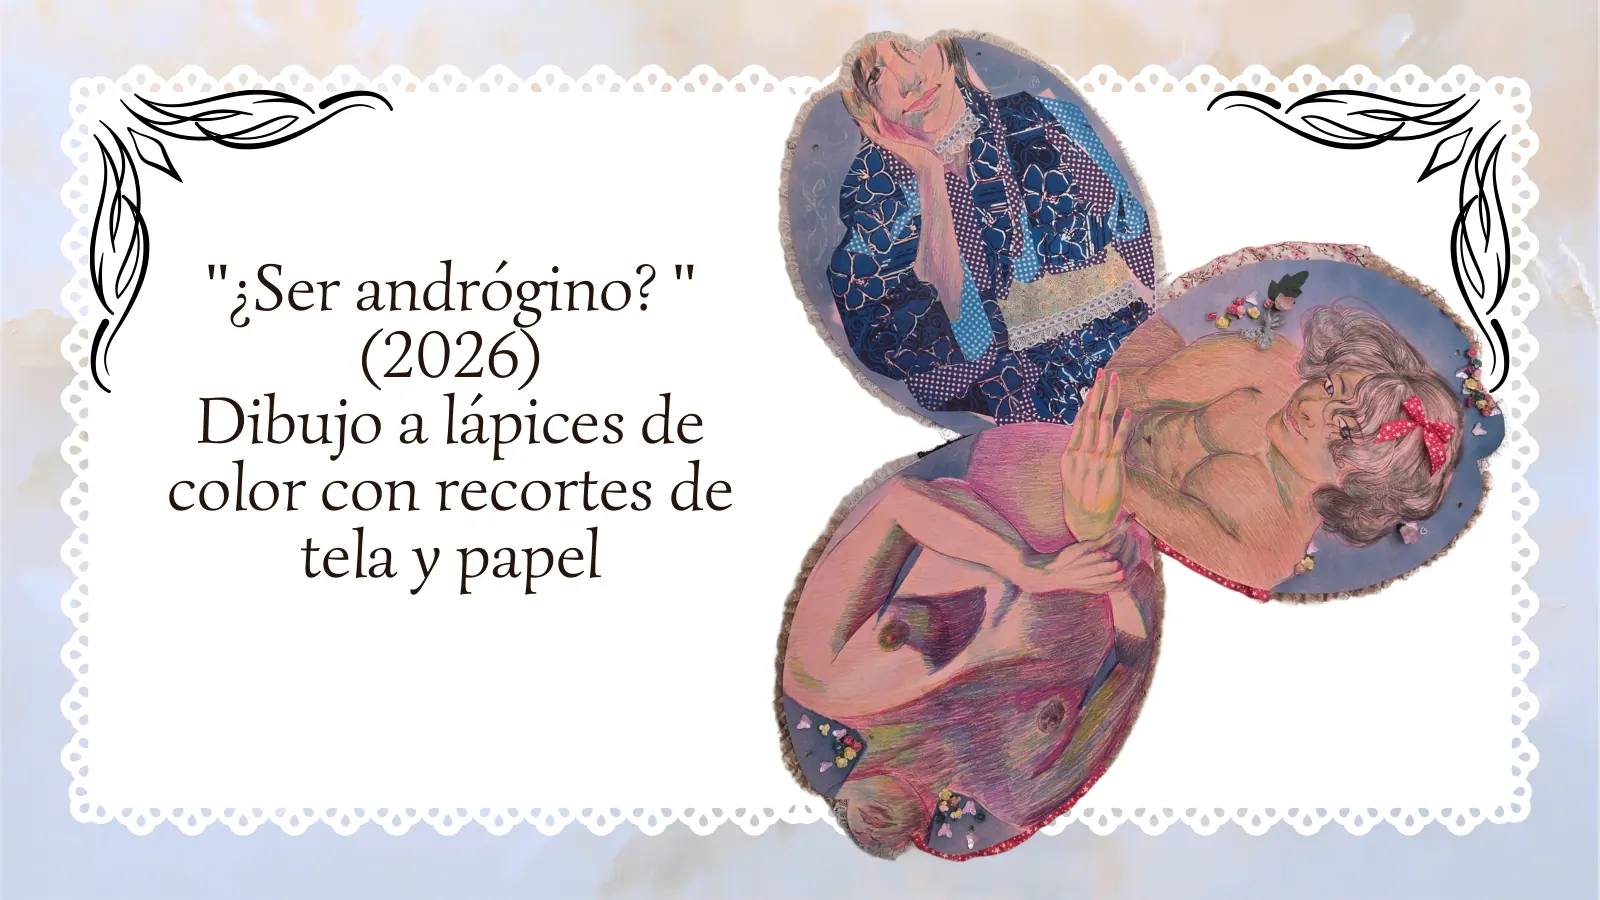 "¿Ser andrógino? "
(2026)
Dibujo a lápices de
color con recortes de
tela y papel